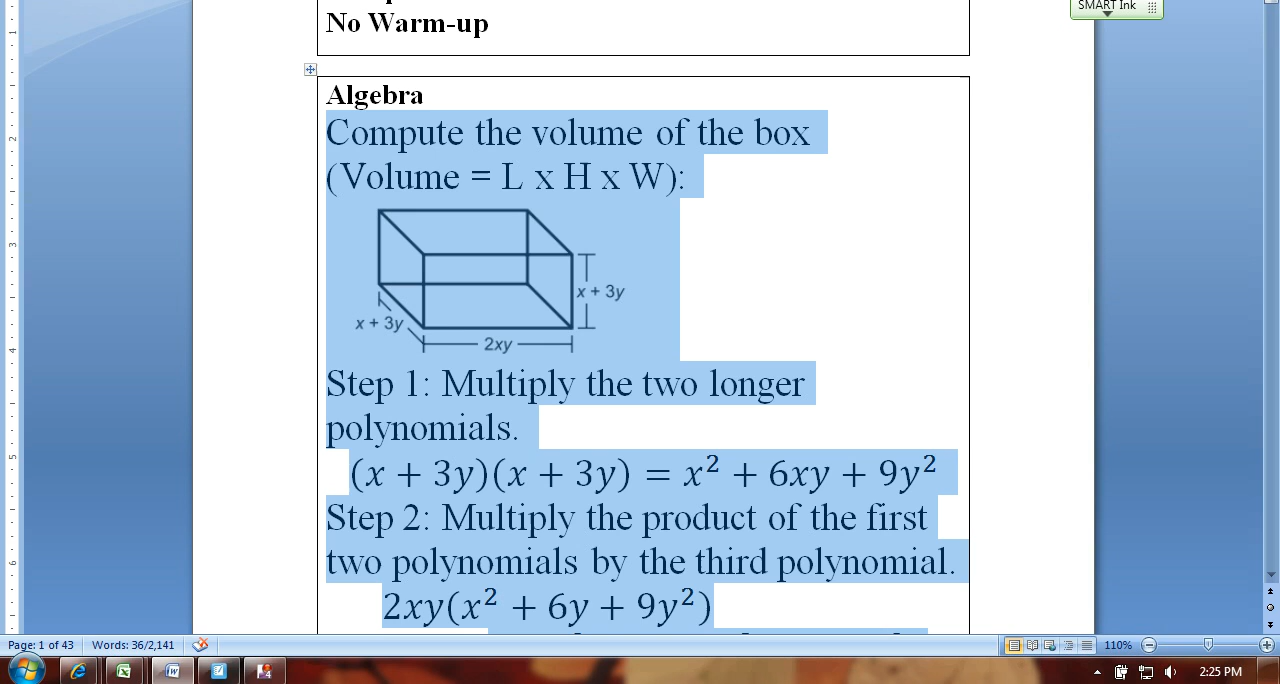 SMART Ink
No Warm-up
Algebra
Compute the volume of the box
(Volume = L x H x W):
x + 3y
x + 3y
2xy
Step 1: Multiply the two longer
polynomials.
(x + 3y)(x + 3y) = x² + 6xy + 9y²
Step 2: Multiply the product of the first
two polynomials by the third polynomial.
2xy(x² + 6y + 9y²)
Page: 1 of 43 Words: 36/2,141 110%
2:25 PM